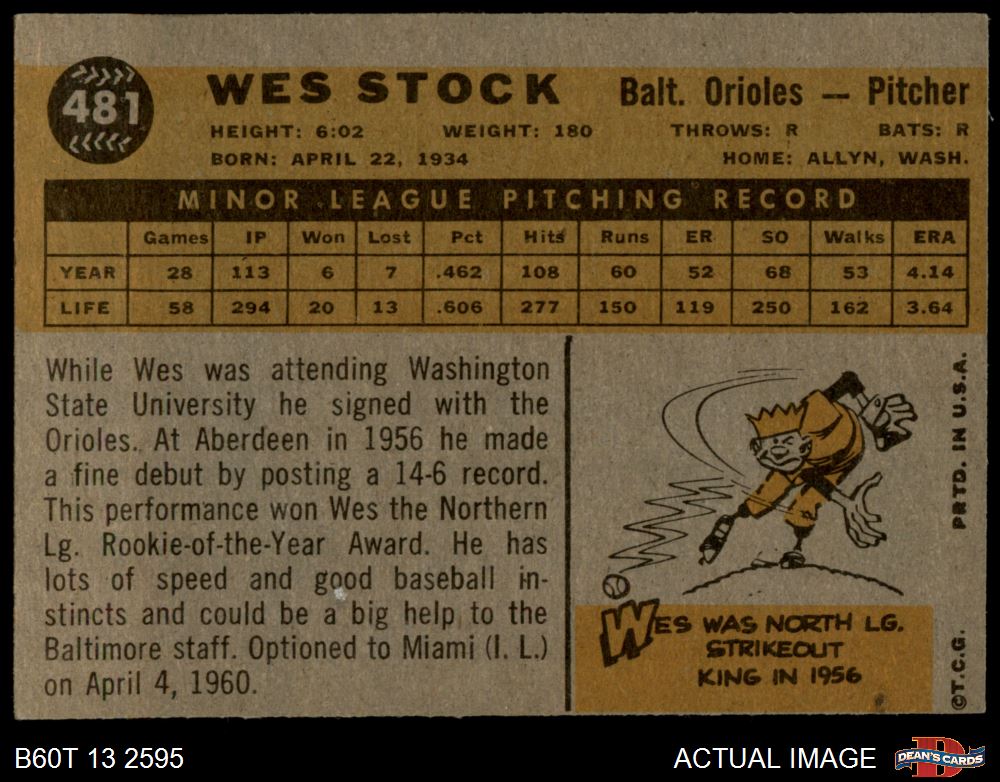 481
WES STOCK Balt. Orioles — Pitcher
HEIGHT: 6:02 WEIGHT: 180 THROWS: R BATS: R
BORN: APRIL 22, 1934 HOME: ALLYN, WASH.
MINOR LEAGUE PITCHING RECORD
Games IP Won Lost Pct Hits Runs ER SO Walks ERA
YEAR 28 113 6 7 .462 108 60 52 68 53 4.14
LIFE 58 294 20 13 .606 277 150 119 250 162 3.64
While Wes was attending Washington
State University he signed with the
Orioles. At Aberdeen in 1956 he made
a fine debut by posting a 14-6 record.
This performance won Wes the Northern
Lg. Rookie-of-the-Year Award. He has
lots of speed and good baseball in-
stincts and could be a big help to the
Baltimore staff. Optioned to Miami (I. L.)
on April 4, 1960.
WES WAS NORTH LG.
STRIKEOUT
KING IN 1956
©T.C.G. PRTD. IN U.S.A.
B60T 13 2595 ACTUAL IMAGE
DEAN'S CARDS